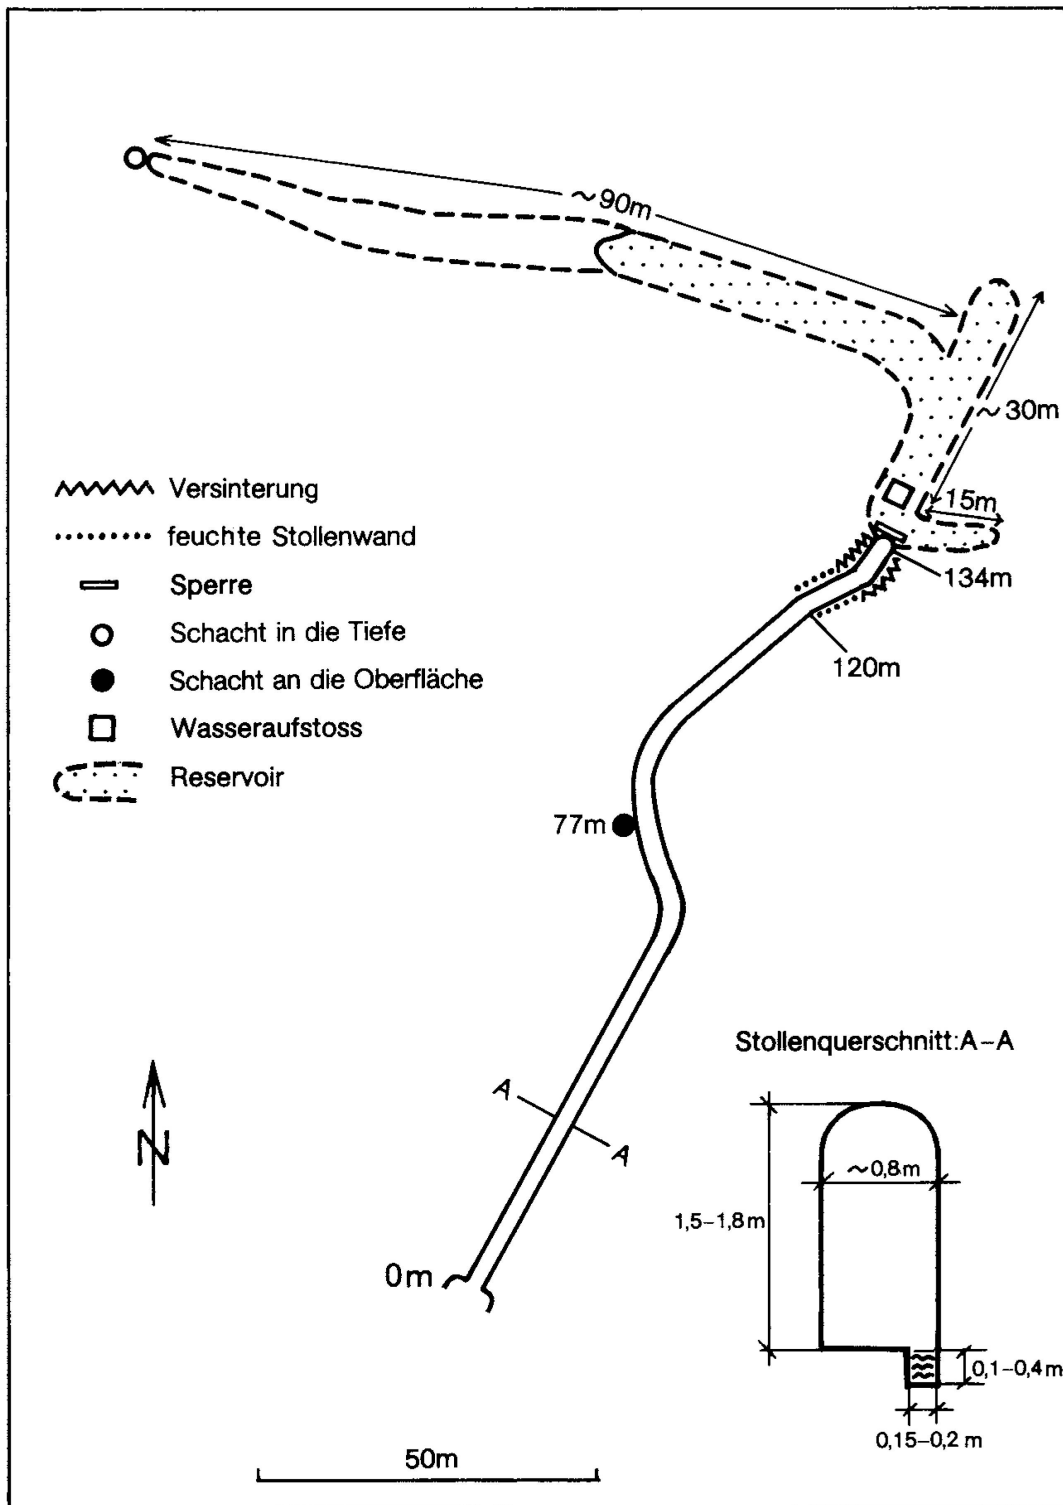 ~90m
~30m
15m
134m
120m
Versinterung
feuchte Stollenwand
Sperre
Schacht in die Tiefe
Schacht an die Oberfläche
Wasseraufstoss
Reservoir
77m
Stollenquerschnitt:A-A
A
A
N
~0,8m
1,5-1,8m
0m
0,1-0,4m
0,15-0,2 m
50m